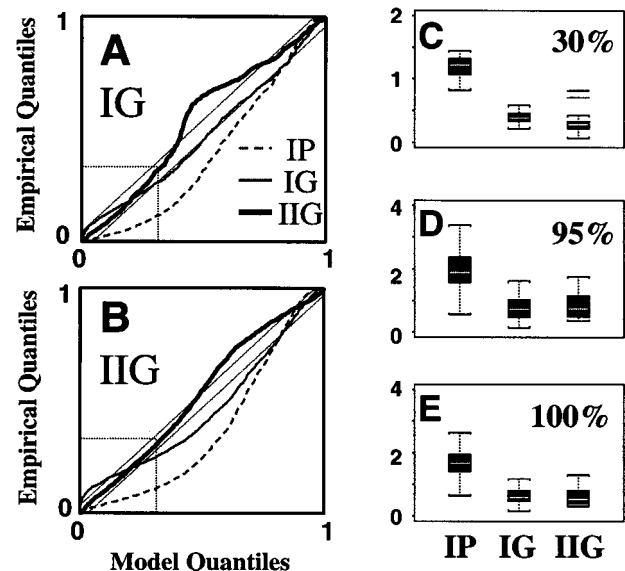 1
A
IG
Empirical Quantiles
IP
IG
IIG
0
0
1
1
B
IIG
Empirical Quantiles
0
0
1
Model Quantiles
2
C
30%
1
0
4
D
95%
2
0
4
E
100%
2
0
IP IG IIG